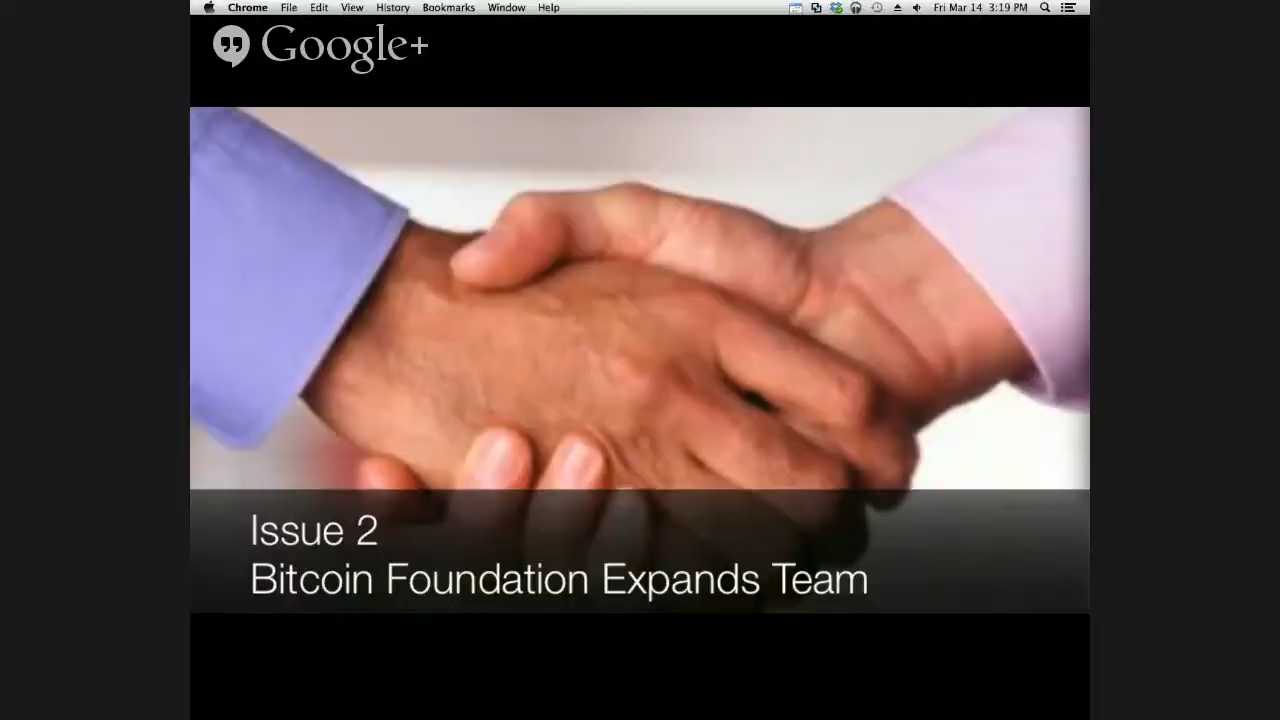 Chrome File Edit View History Bookmarks Window Help Fri Mar 14 3:19 PM
Google+
Issue 2
Bitcoin Foundation Expands Team